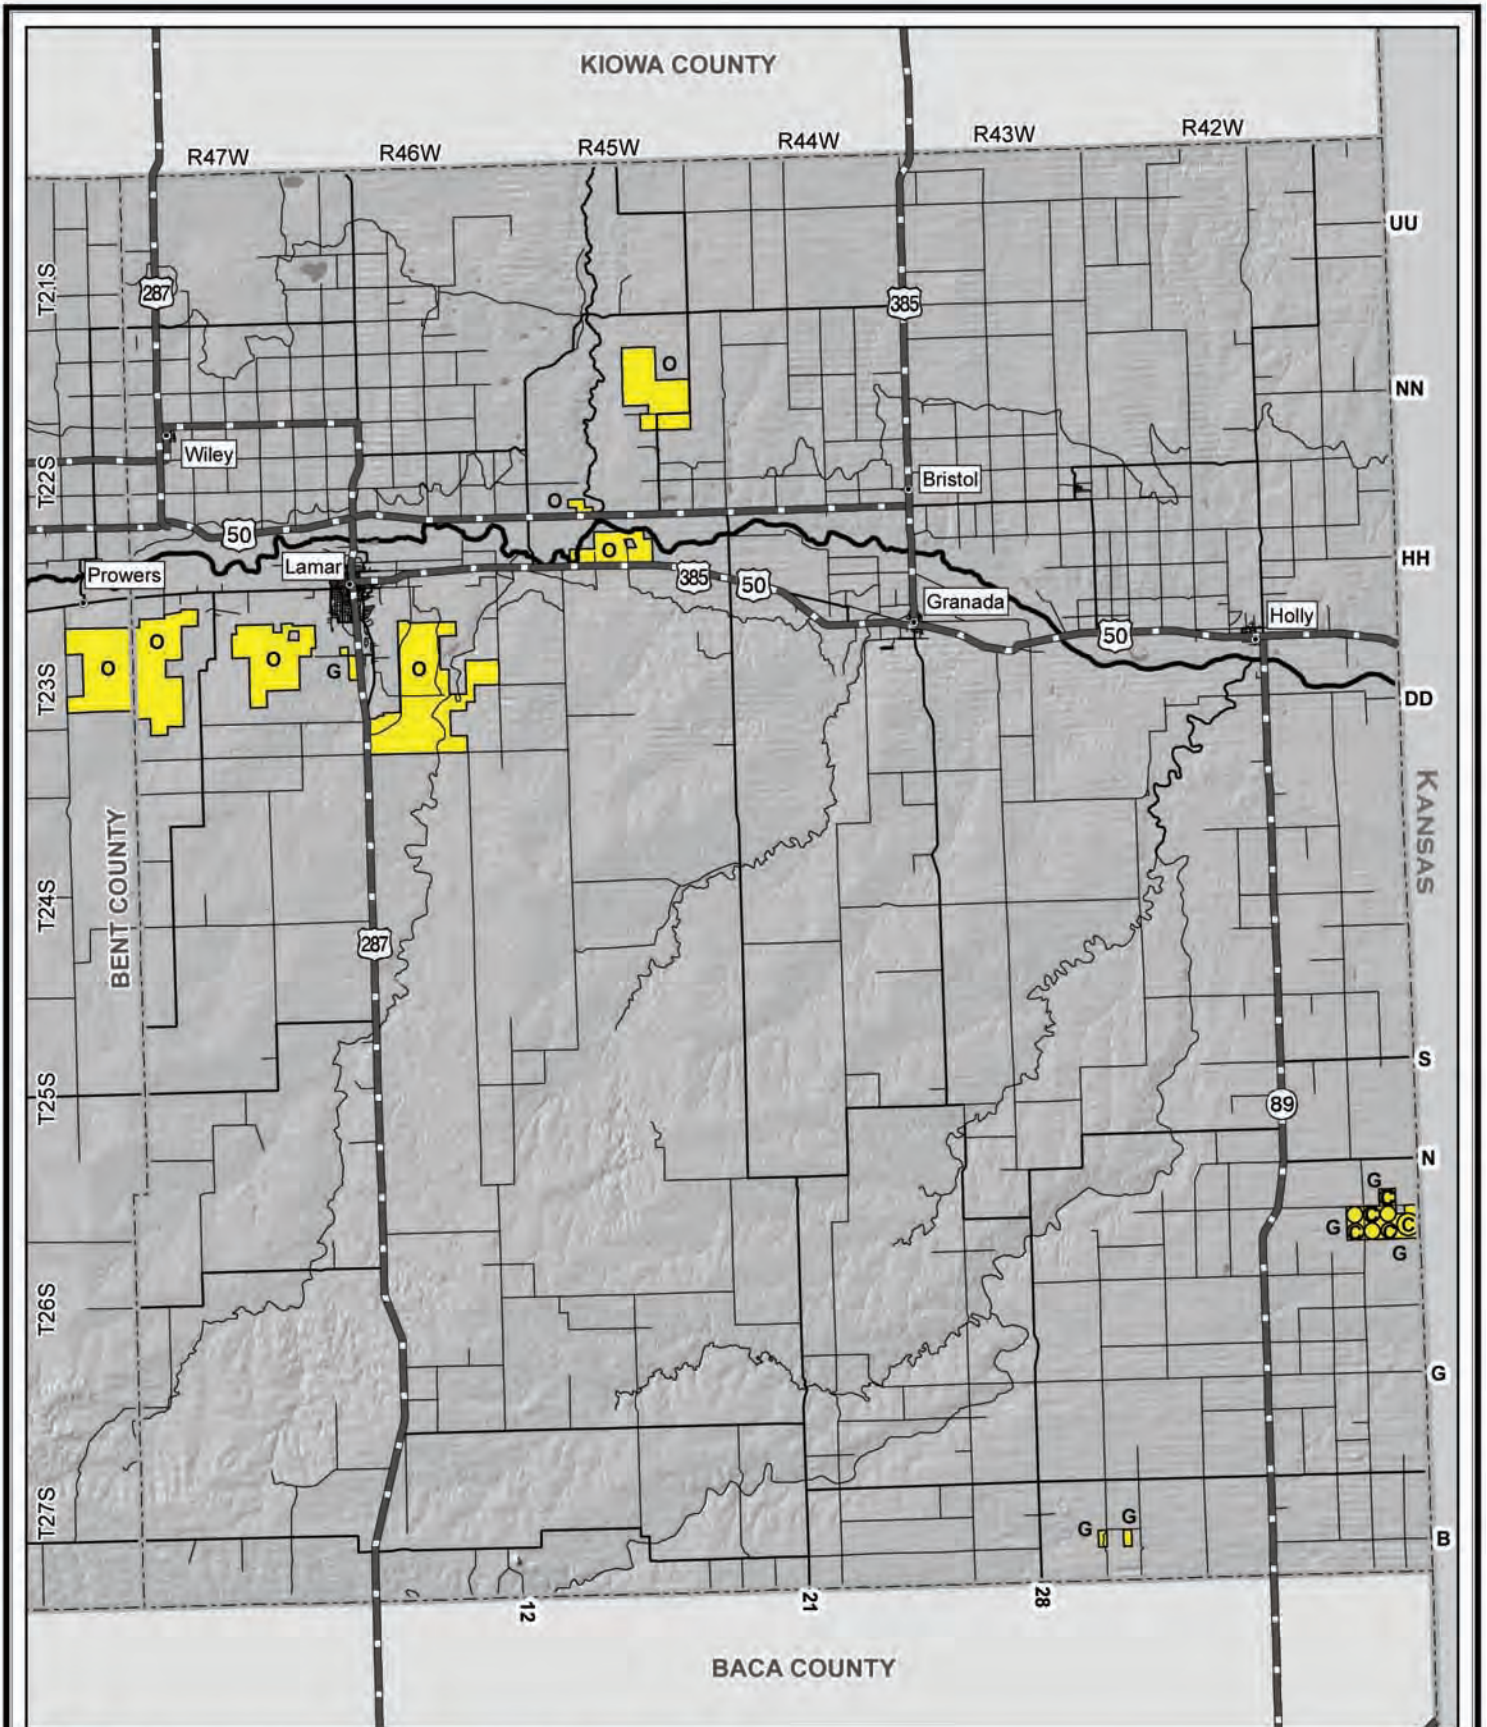 KIOWA COUNTY
R47W
R46W
R45W
R44W
R43W
R42W
UU
T21S
287
385
O
NN
Wiley
T22S
O
Bristol
50
O
HH
Prowers
Lamar
385
50
Granada
50
Holly
O
O
O
G
O
T23S
DD
KANSAS
BENT COUNTY
T24S
287
S
T25S
89
N
G
C
C
G
C
C
C
G
T26S
G
T27S
G
G
B
12
21
28
BACA COUNTY